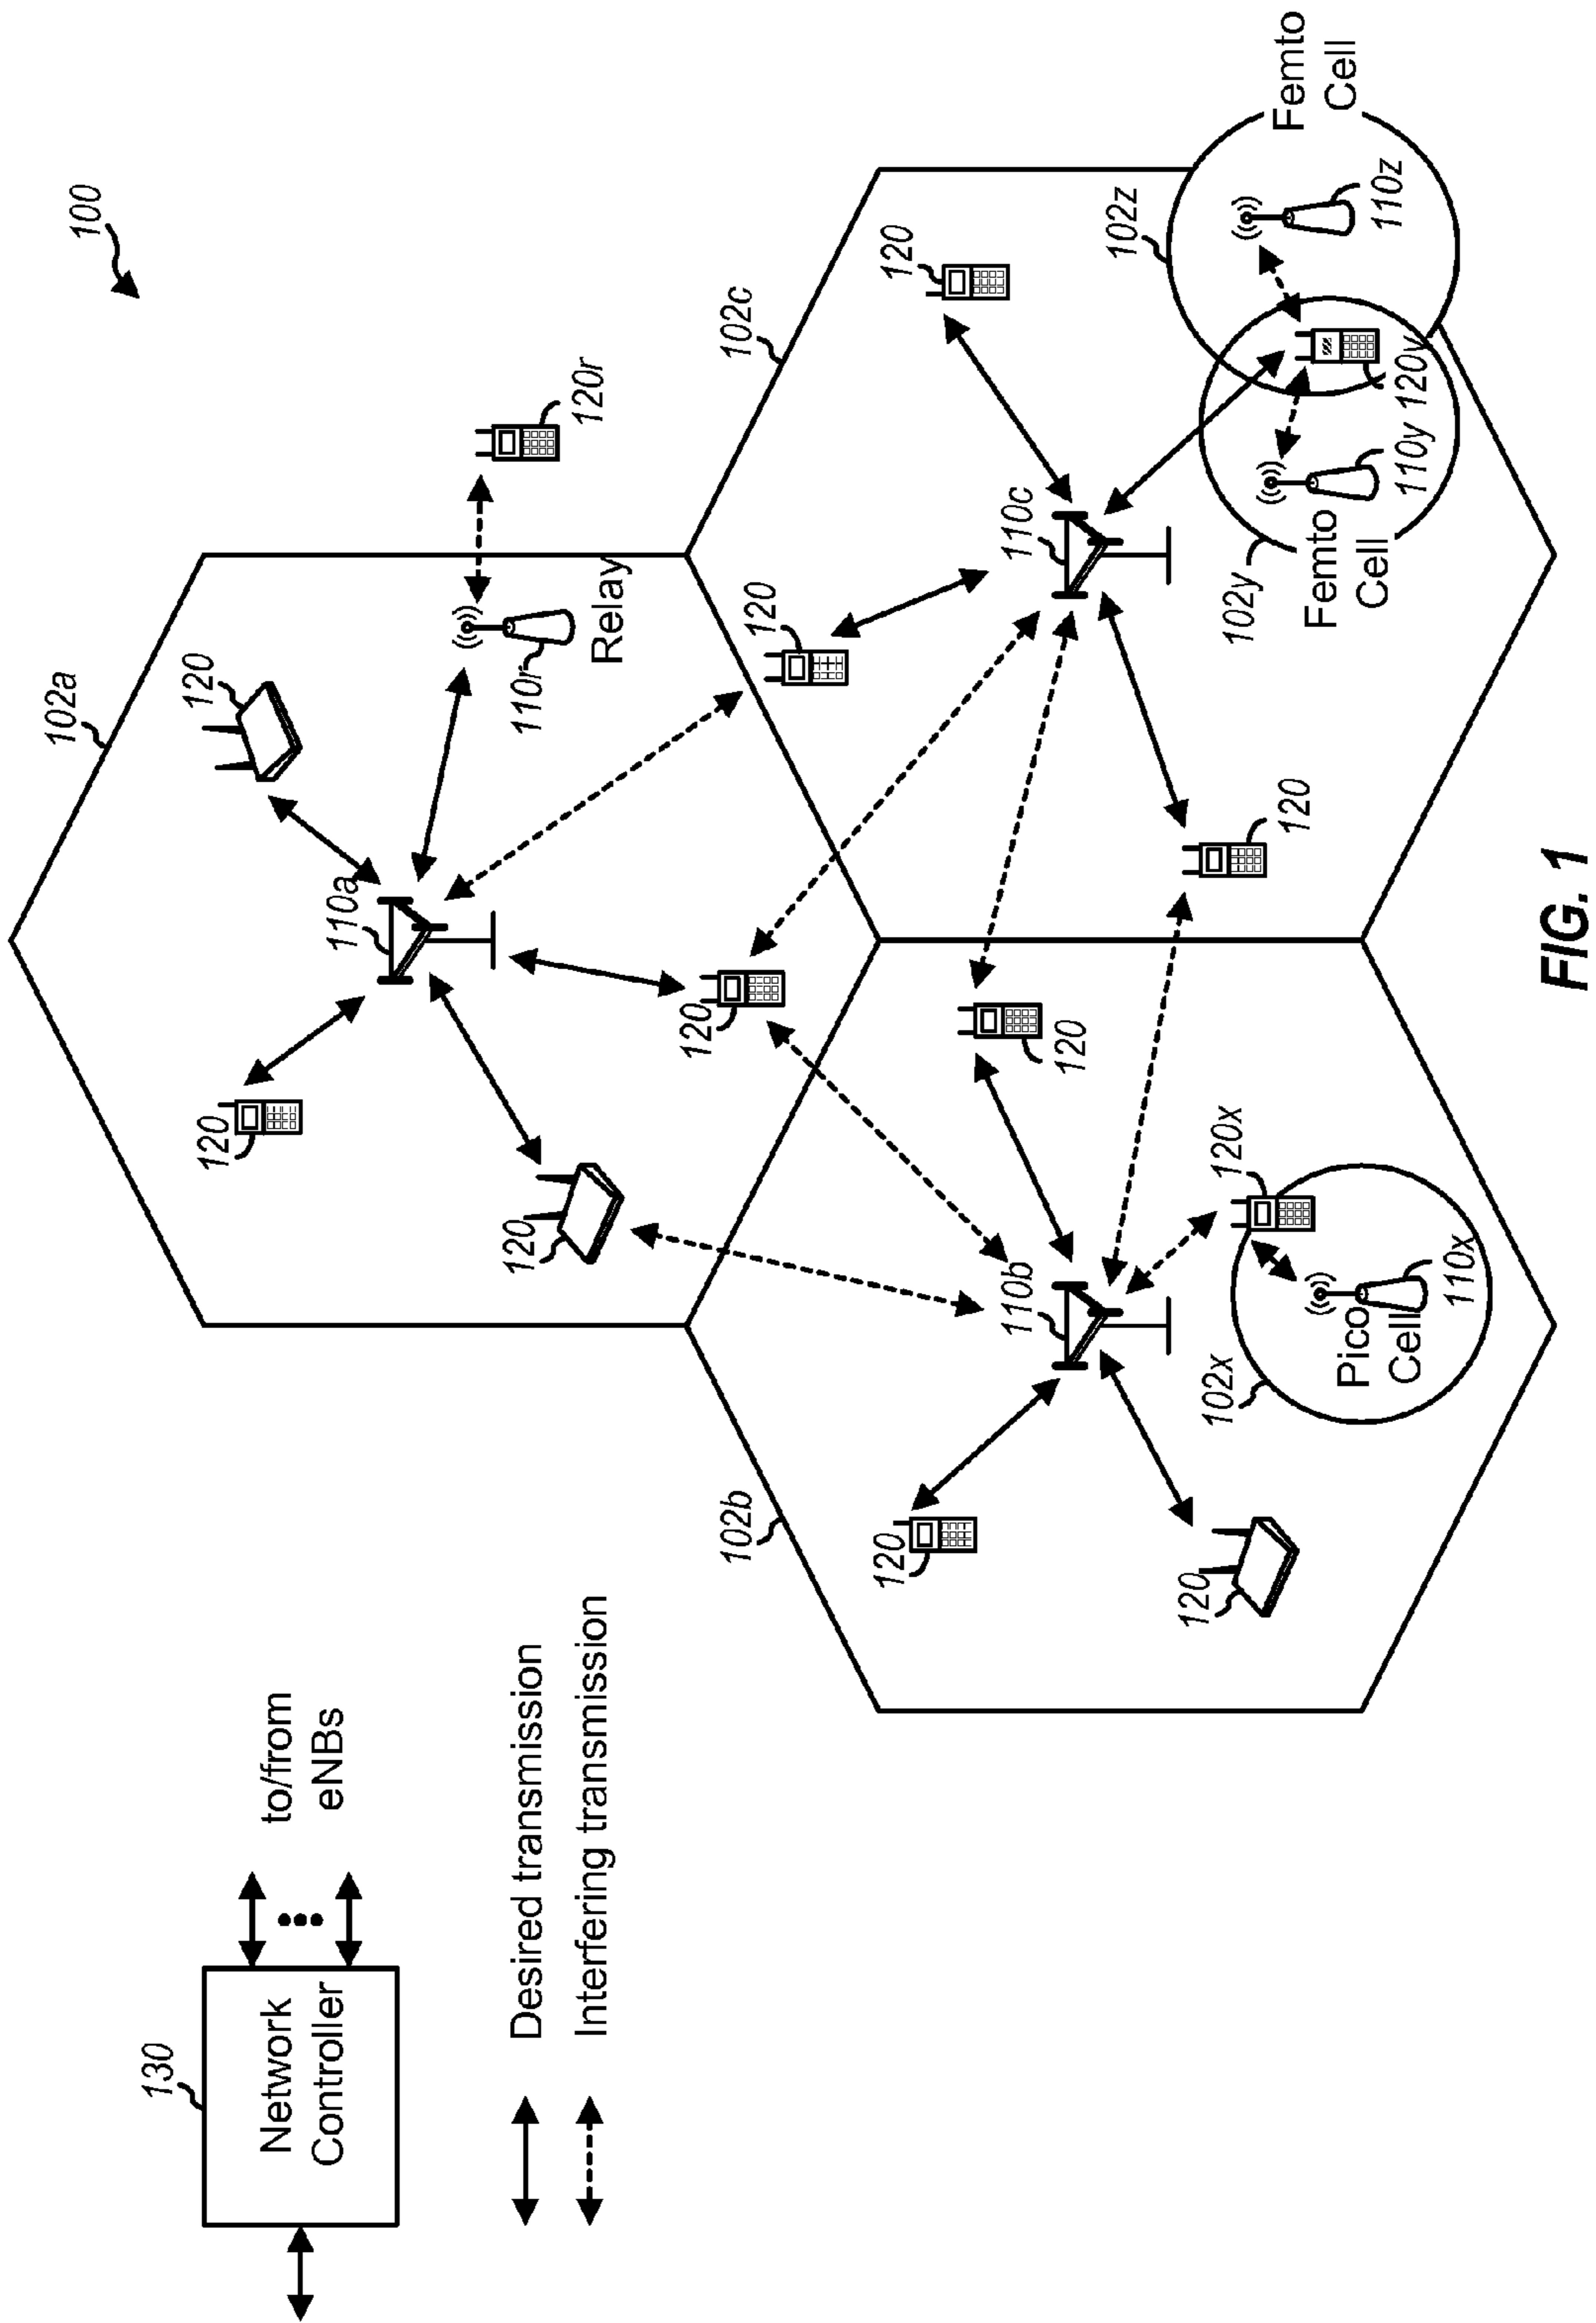 100
130
Network
Controller
to/from
eNBs
Desired transmission
Interfering transmission
102a
120
120
110a
120
110r
Relay
120r
120
120
102b
102c
120
120
110b
120
120
102x
Pico
Cell
110x
120x
120
120
110c
120
102y
Femto
Cell
110y
120y
102z
110z
Femto
Cell
FIG. 1